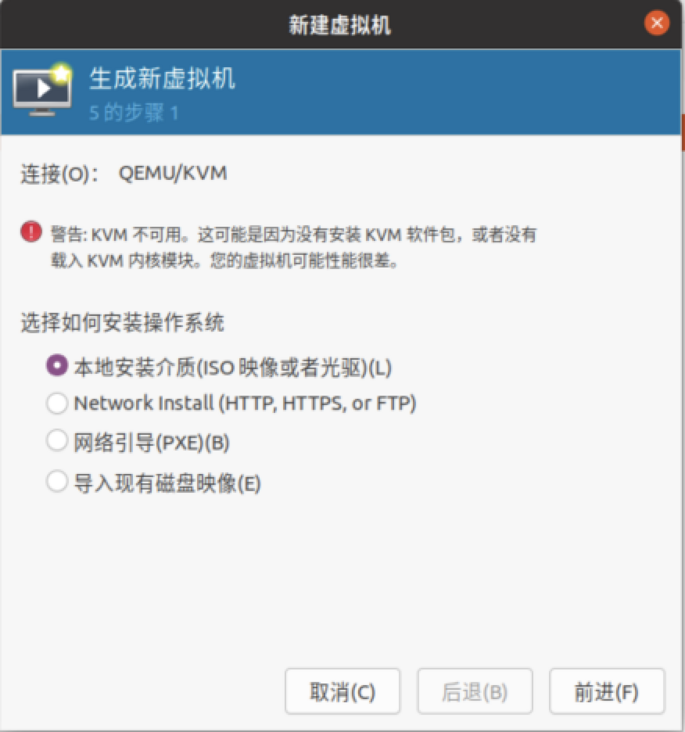 新建虚拟机
生成新虚拟机
5 的步骤 1
连接(O)： QEMU/KVM
警告: KVM 不可用。这可能是因为没有安装 KVM 软件包，或者没有
载入 KVM 内核模块。您的虚拟机可能性能很差。
选择如何安装操作系统
本地安装介质(ISO 映像或者光驱)(L)
Network Install (HTTP, HTTPS, or FTP)
网络引导(PXE)(B)
导入现有磁盘映像(E)
取消(C) 后退(B) 前进(F)